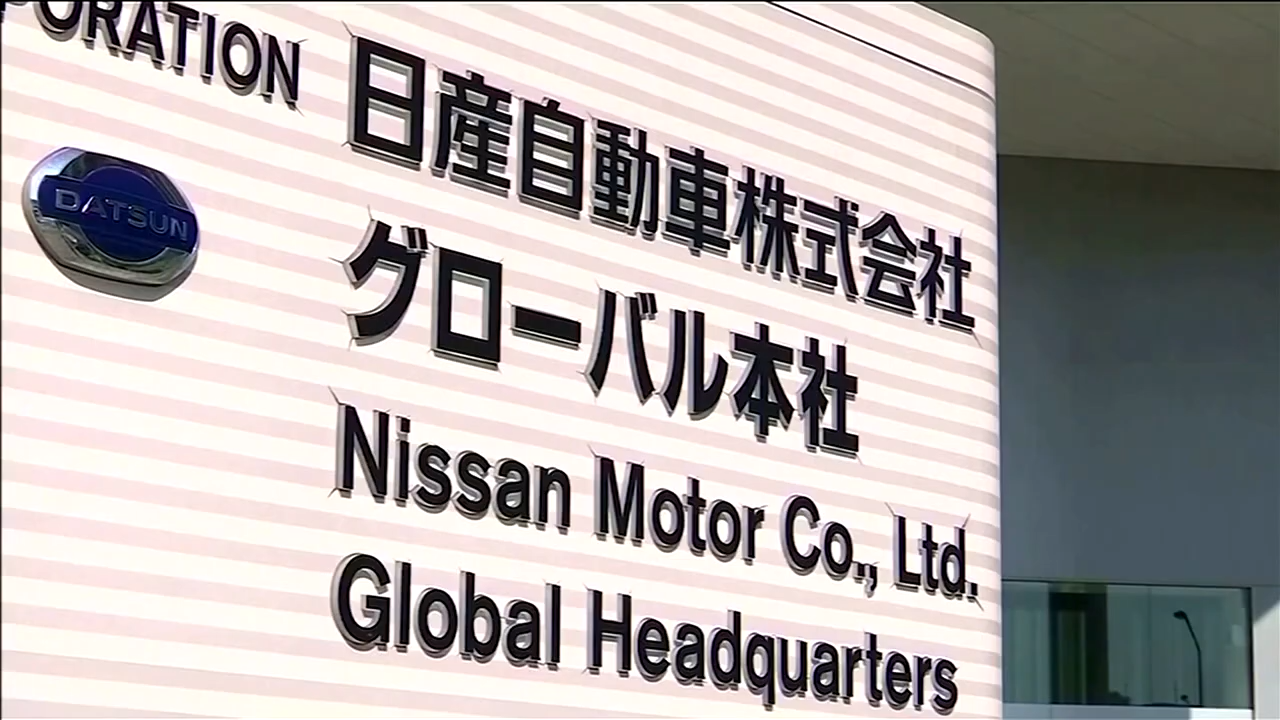 PORATION
DATSUN
日産自動車株式会社
グローバル本社
Nissan Motor Co., Ltd.
Global Headquarters